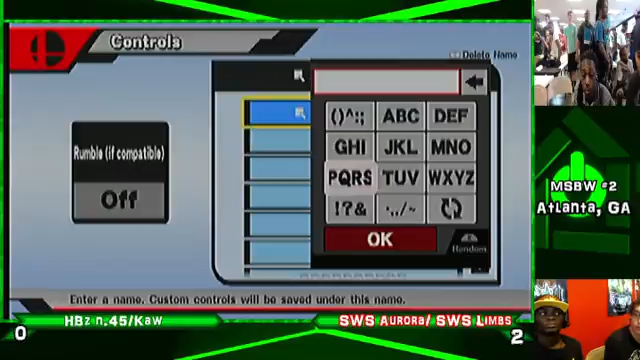 Controls
Delete Name
Rumble (if compatible)
Off
()^:; ABC DEF
GHI JKL MNO
PQRS TUV WXYZ
!?& ·../~
OK
Random
Enter a name. Custom controls will be saved under this name.
MSBW #2
Atlanta, GA
0 HBz n.45/Kaw SWS Aurora/ SWS Limbs 2